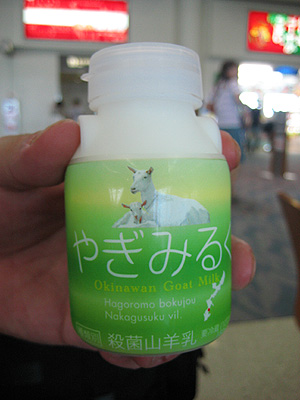 やぎみるく
Okinawan Goat Milk
Hagoromo bokujou
Nakagusuku vil.
殺菌山羊乳